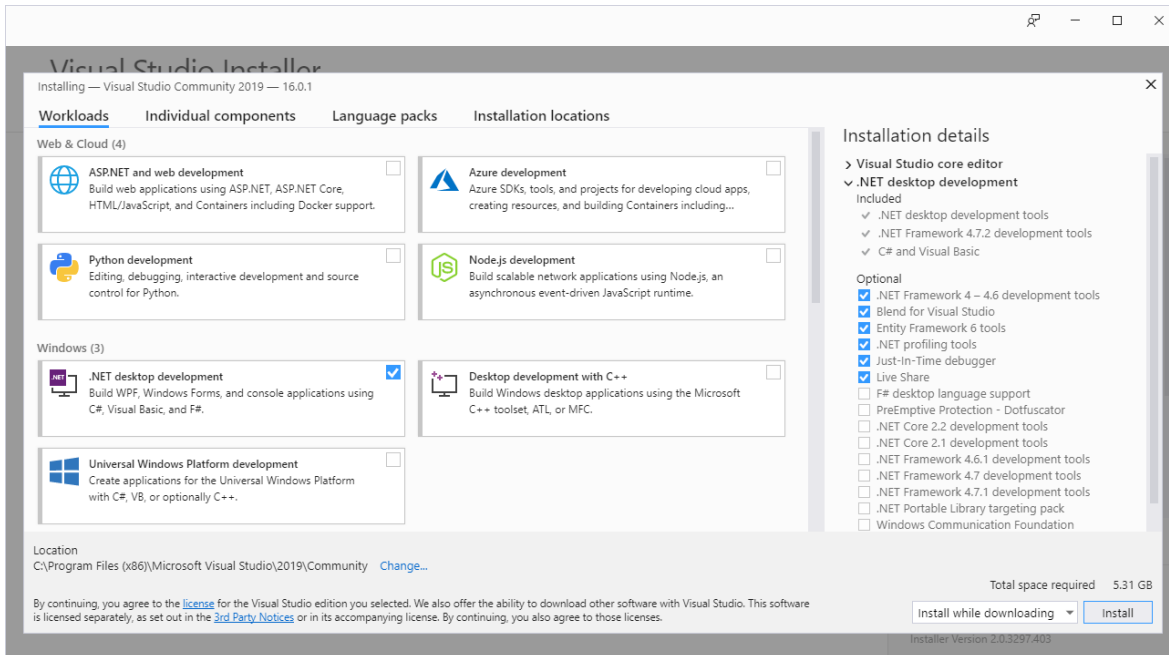 Visual Studio Installer
Installing — Visual Studio Community 2019 — 16.0.1
Workloads
Individual components
Language packs
Installation locations
Web & Cloud (4)
ASP.NET and web development
Build web applications using ASP.NET, ASP.NET Core,
HTML/JavaScript, and Containers including Docker support.
Azure development
Azure SDKs, tools, and projects for developing cloud apps,
creating resources, and building Containers including...
Python development
Editing, debugging, interactive development and source
control for Python.
Node.js development
Build scalable network applications using Node.js, an
asynchronous event-driven JavaScript runtime.
Windows (3)
.NET
.NET desktop development
Build WPF, Windows Forms, and console applications using
C#, Visual Basic, and F#.
Desktop development with C++
Build Windows desktop applications using the Microsoft
C++ toolset, ATL, or MFC.
Universal Windows Platform development
Create applications for the Universal Windows Platform
with C#, VB, or optionally C++.
Installation details
Visual Studio core editor
.NET desktop development
Included
.NET desktop development tools
.NET Framework 4.7.2 development tools
C# and Visual Basic
Optional
.NET Framework 4 – 4.6 development tools
Blend for Visual Studio
Entity Framework 6 tools
.NET profiling tools
Just-In-Time debugger
Live Share
F# desktop language support
PreEmptive Protection - Dotfuscator
.NET Core 2.2 development tools
.NET Core 2.1 development tools
.NET Framework 4.6.1 development tools
.NET Framework 4.7 development tools
.NET Framework 4.7.1 development tools
.NET Portable Library targeting pack
Windows Communication Foundation
Location
C:\Program Files (x86)\Microsoft Visual Studio\2019\Community Change...
Total space required 5.31 GB
By continuing, you agree to the license for the Visual Studio edition you selected. We also offer the ability to download other software with Visual Studio. This software
is licensed separately, as set out in the 3rd Party Notices or in its accompanying license. By continuing, you also agree to those licenses.
Install while downloading
Install
Installer Version 2.0.3297.403